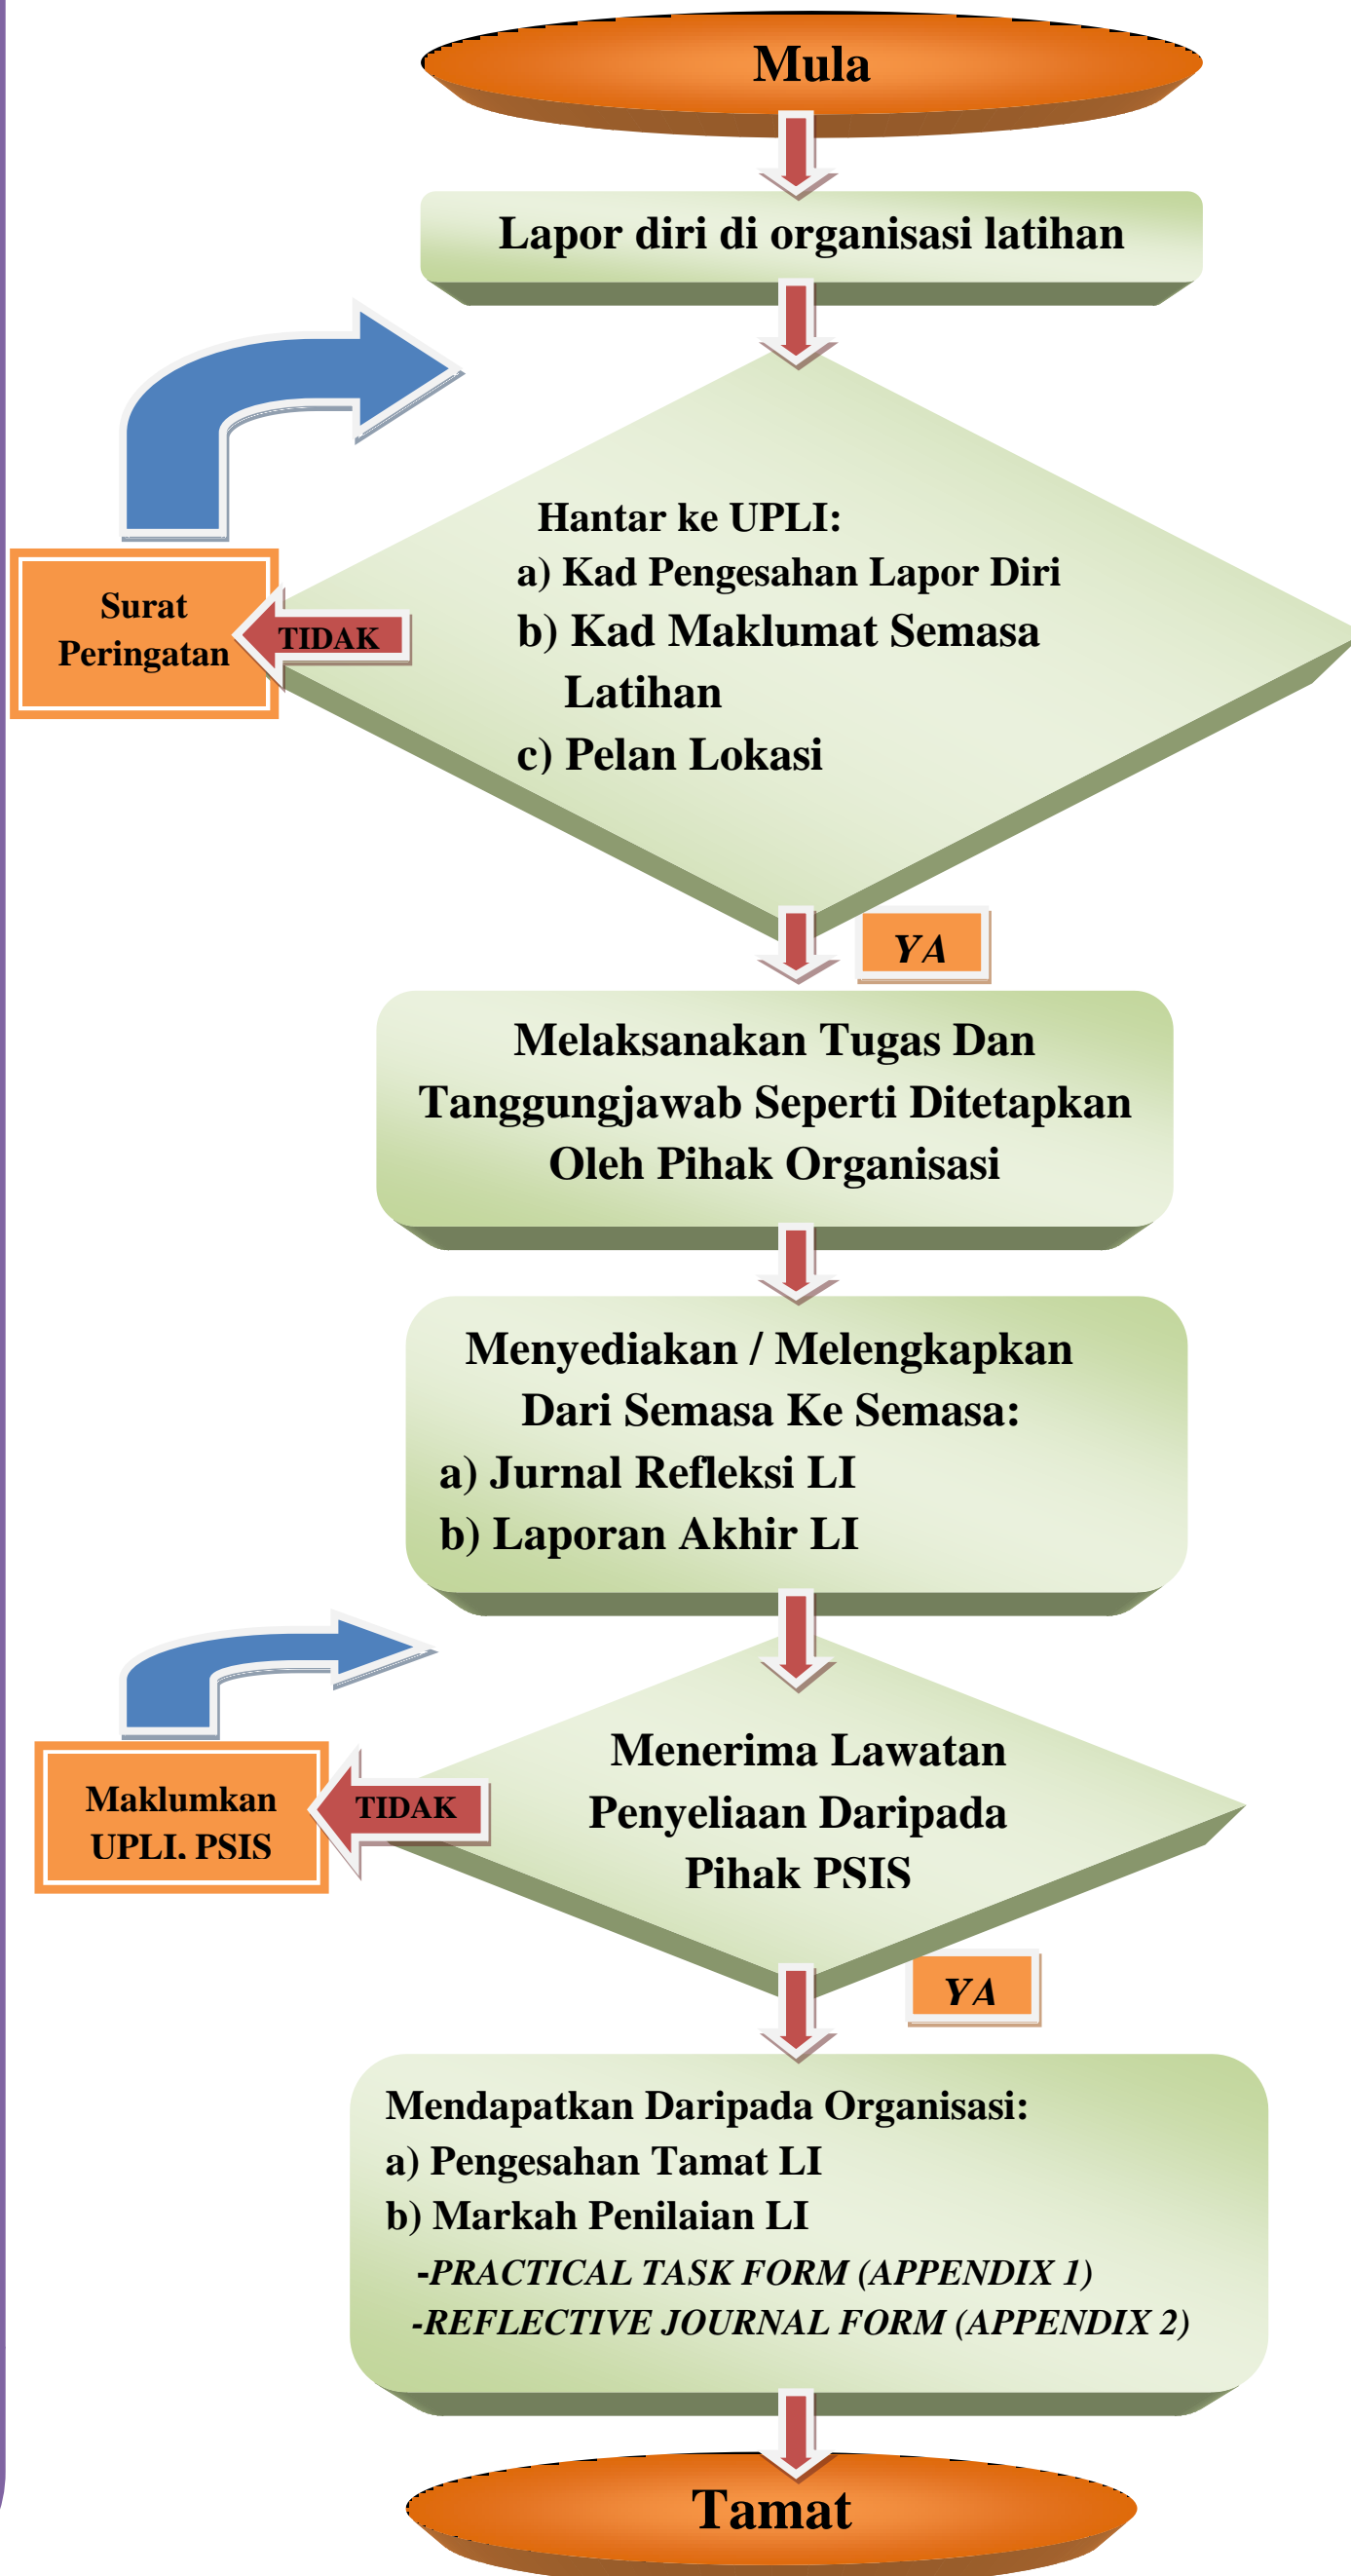 Mula
Lapor diri di organisasi latihan
Hantar ke UPLI:
a) Kad Pengesahan Lapor Diri
b) Kad Maklumat Semasa
Latihan
c) Pelan Lokasi
Surat
Peringatan
TIDAK
YA
Melaksanakan Tugas Dan
Tanggungjawab Seperti Ditetapkan
Oleh Pihak Organisasi
Menyediakan / Melengkapkan
Dari Semasa Ke Semasa:
a) Jurnal Refleksi LI
b) Laporan Akhir LI
Menerima Lawatan
Penyeliaan Daripada
Pihak PSIS
Maklumkan
UPLI, PSIS
TIDAK
YA
Mendapatkan Daripada Organisasi:
a) Pengesahan Tamat LI
b) Markah Penilaian LI
-PRACTICAL TASK FORM (APPENDIX 1)
-REFLECTIVE JOURNAL FORM (APPENDIX 2)
Tamat